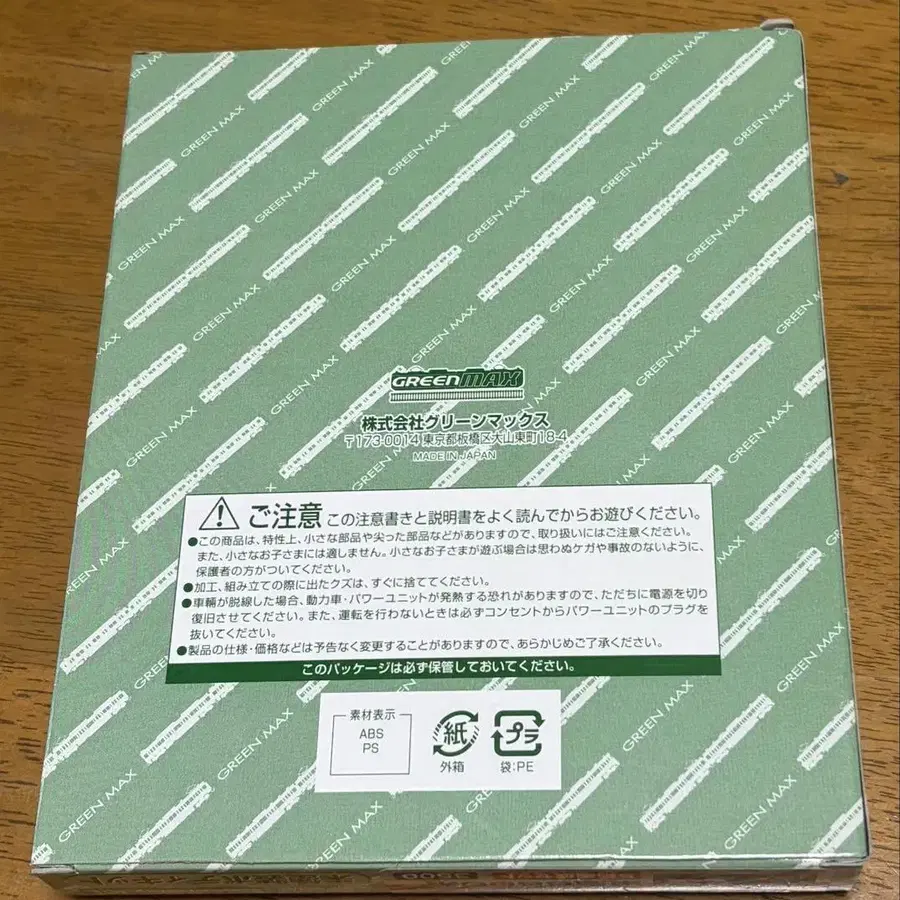 GREEN MAX
GREENMAX
株式会社グリーンマックス
〒173-0014 東京都板橋区大山東町18-4
MADE IN JAPAN
ご注意 この注意書きと説明書をよく読んでからお遊びください。
●この商品は、特性上、小さな部品や尖った部品などがありますので、取り扱いにはご注意ください。
また、小さなお子さまには適しません。小さなお子さまが遊ぶ場合は思わぬケガや事故のないように、
保護者の方がついてください。
●加工、組み立ての際に出たクズは、すぐに捨ててください。
●車輛が脱線した場合、動力車・パワーユニットが発熱する恐れがありますので、ただちに電源を切り
復旧させてください。また、運転を行わないときは必ずコンセントからパワーユニットのプラグを
抜いてください。
●製品の仕様・価格などは予告なく変更することがありますので、あらかじめご了承ください。
このパッケージは必ず保管しておいてください。
素材表示
ABS
PS
紙
外箱
プラ
袋:PE